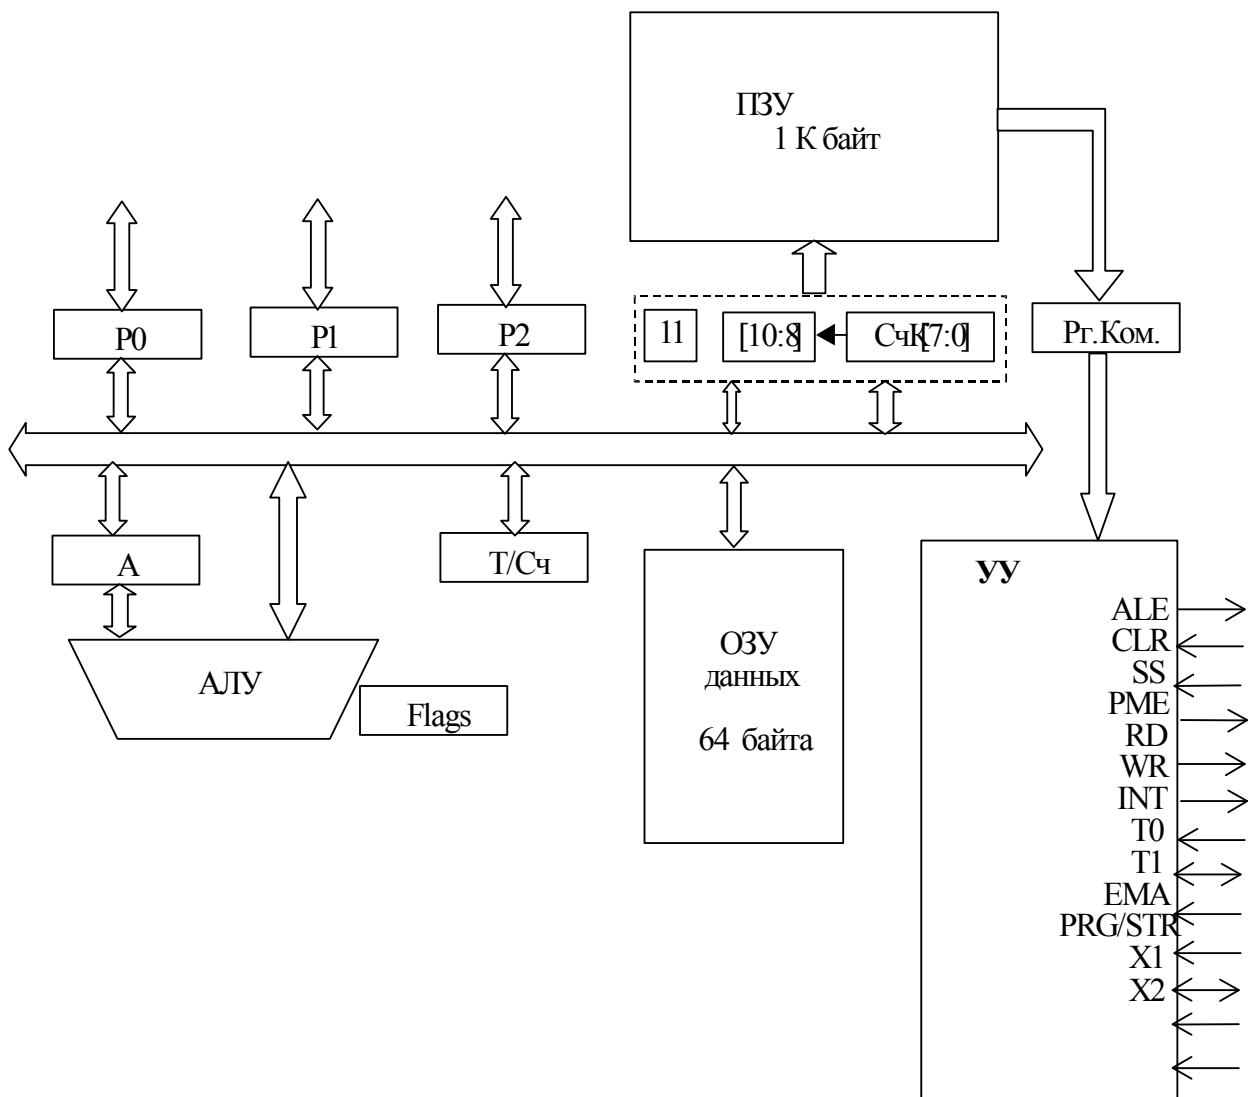 ПЗУ
1 К байт
P0
P1
P2
11
[10:8]
СчК[7:0]
Рг.Ком.
А
Т/Сч
АЛУ
Flags
ОЗУ
данных
64 байта
УУ
ALE
CLR
SS
PME
RD
WR
INT
T0
T1
EMA
PRG/STR
X1
X2